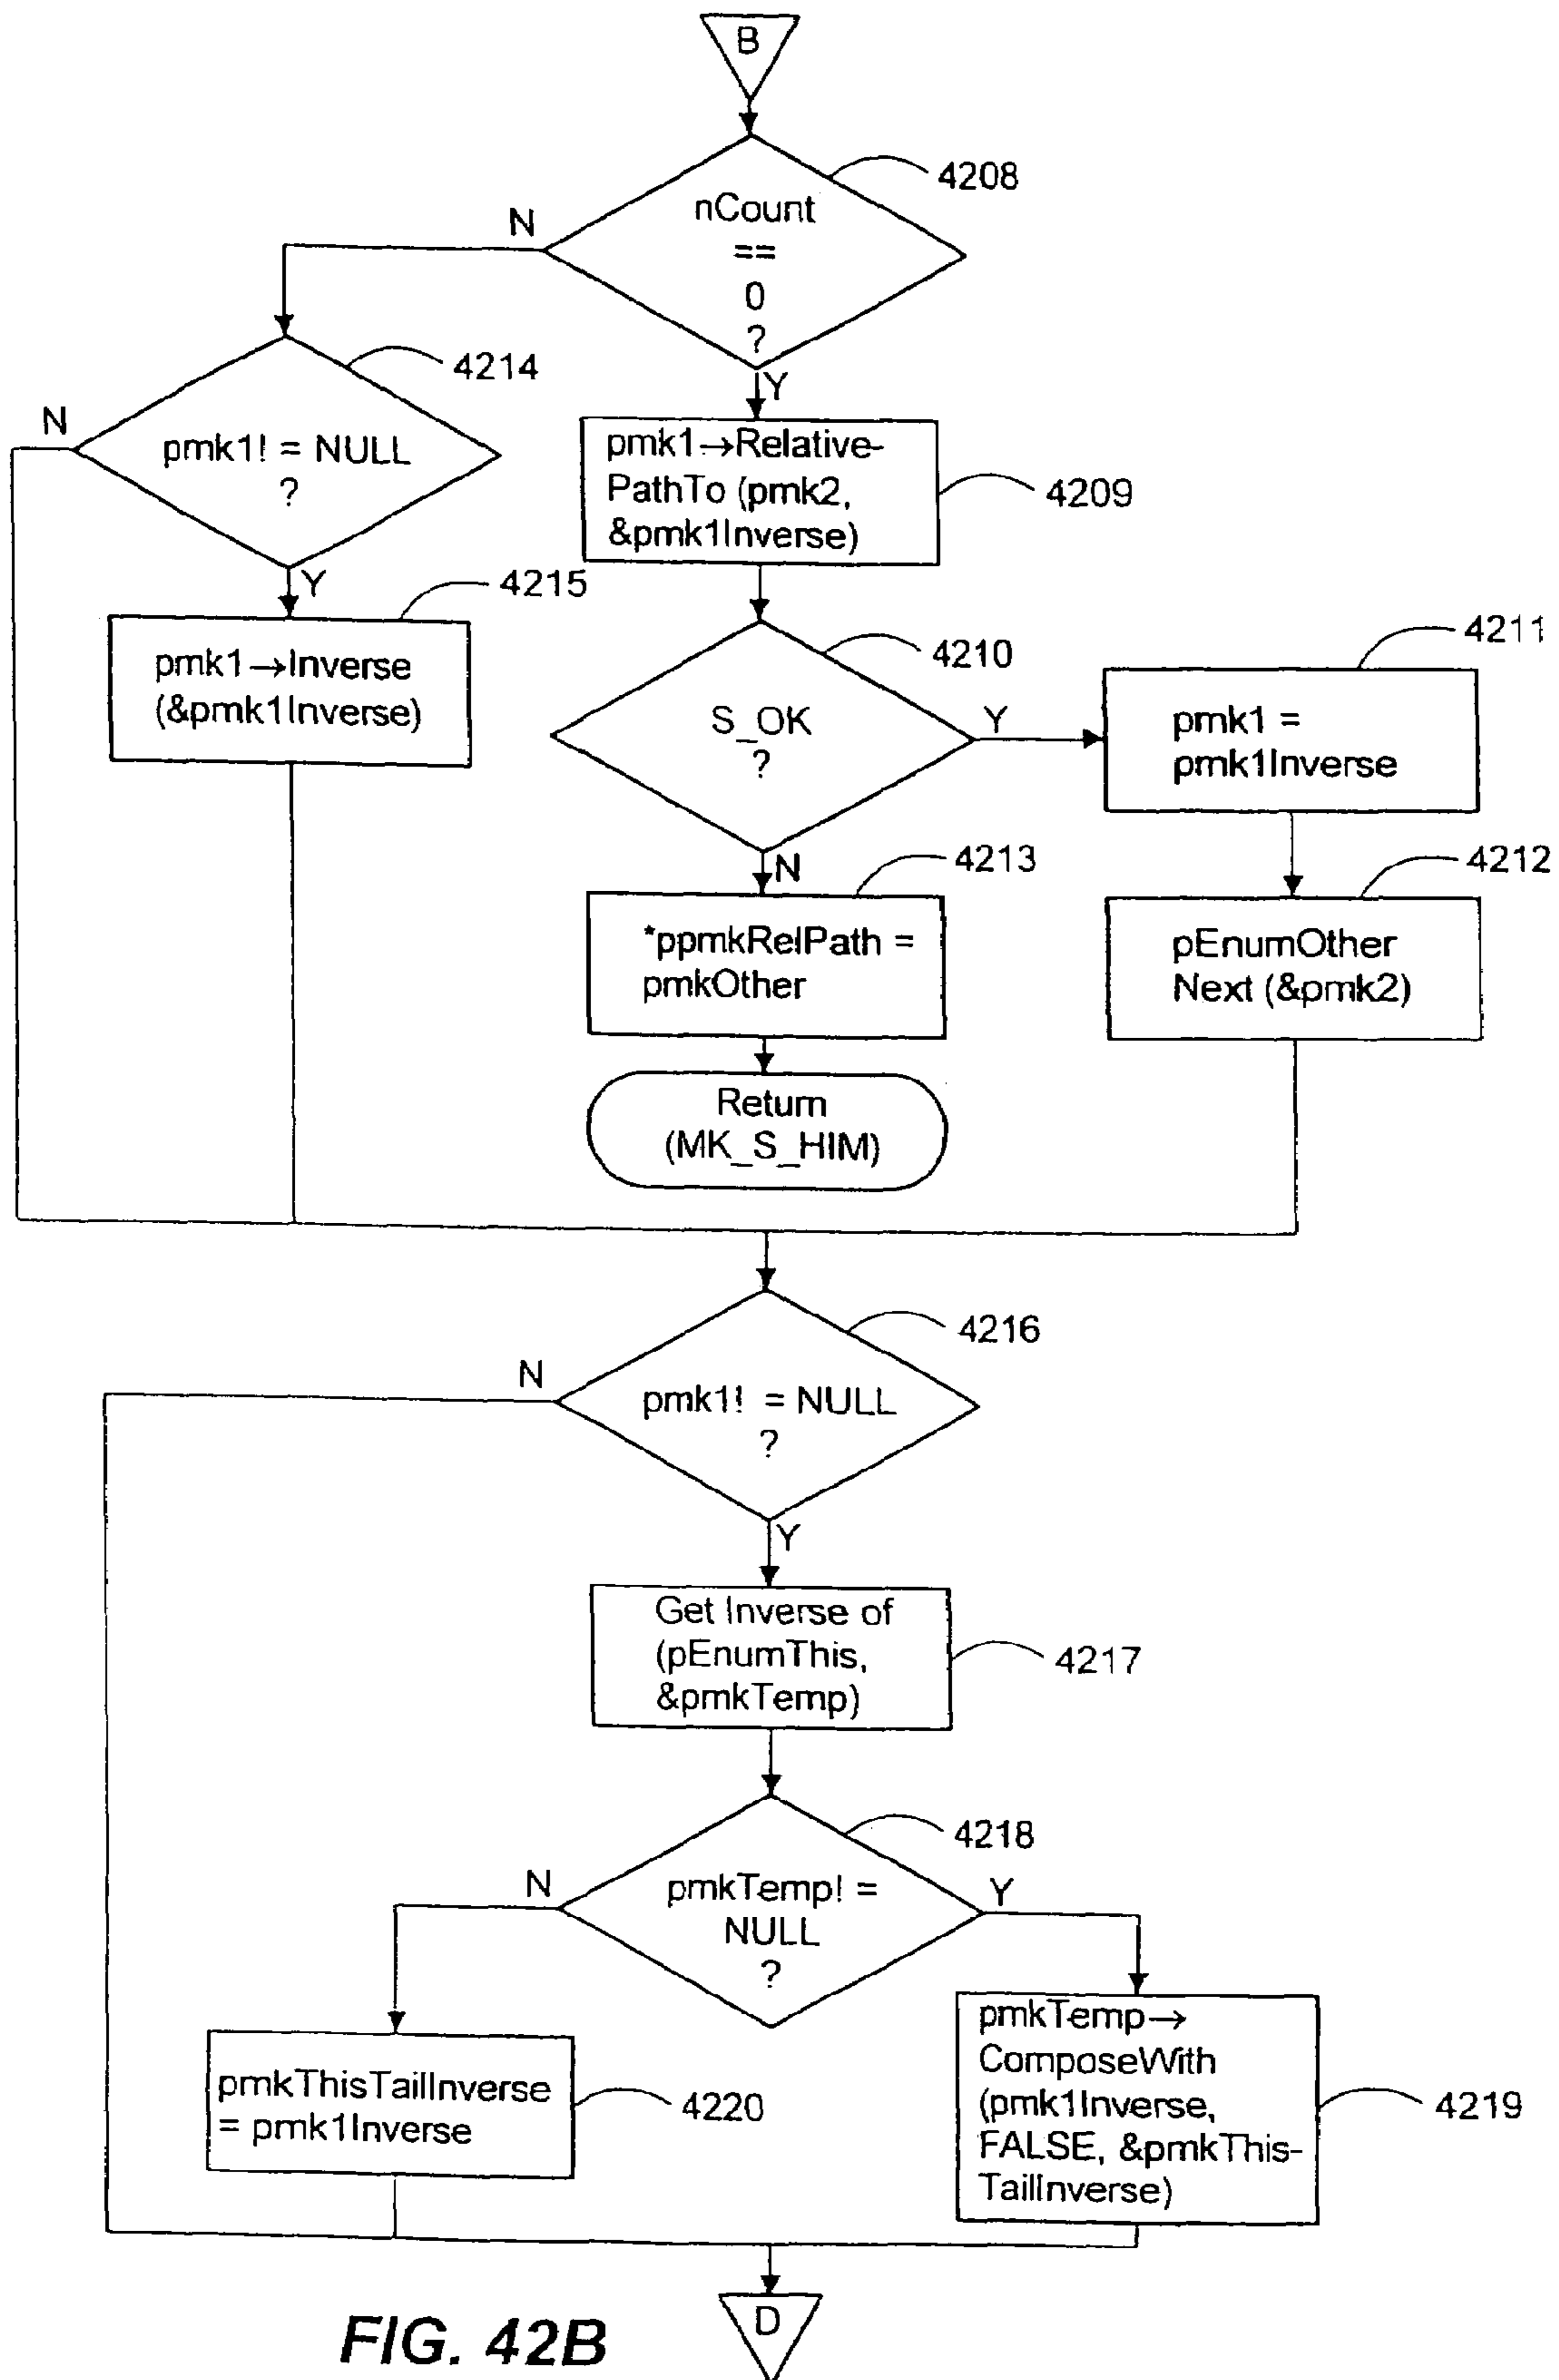 B
4208
nCount
==
0
?
N
Y
4214
pmk1! = NULL
?
N
Y
pmk1→Relative-
PathTo (pmk2,
&pmk1Inverse)
4209
4215
pmk1→Inverse
(&pmk1Inverse)
4210
S_OK
?
Y
N
4211
pmk1 =
pmk1Inverse
4213
*ppmkRelPath =
pmkOther
4212
pEnumOther
Next (&pmk2)
Return
(MK_S_HIM)
4216
pmk1! = NULL
?
N
Y
Get Inverse of
(pEnumThis,
&pmkTemp)
4217
4218
pmkTemp! =
NULL
?
N
Y
pmkThisTailInverse
= pmk1Inverse
4220
pmkTemp→
ComposeWith
(pmk1Inverse,
FALSE, &pmkThis-
TailInverse)
4219
D
FIG. 42B